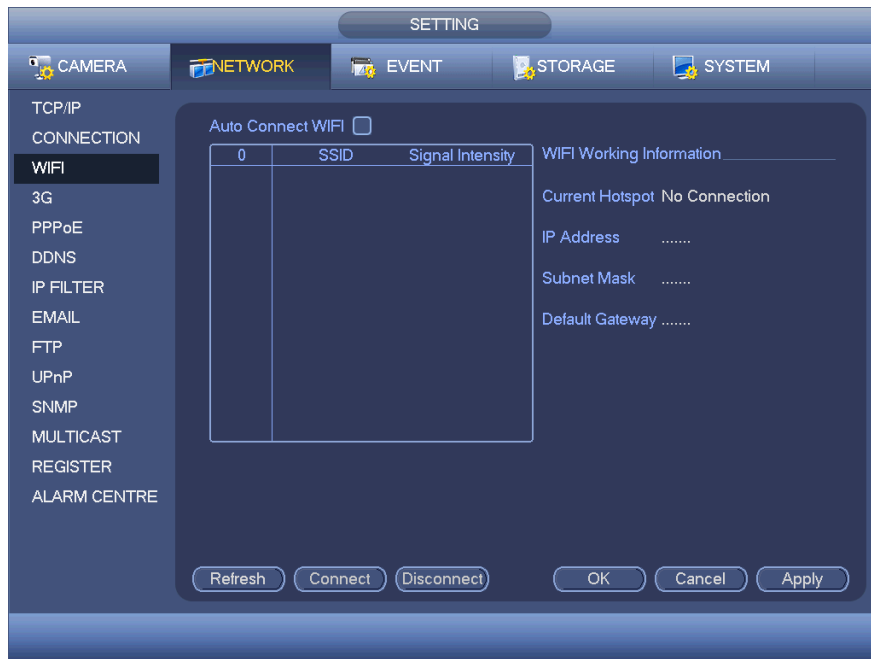 SETTING
CAMERA NETWORK EVENT STORAGE SYSTEM
TCP/IP
CONNECTION
WIFI
3G
PPPoE
DDNS
IP FILTER
EMAIL
FTP
UPnP
SNMP
MULTICAST
REGISTER
ALARM CENTRE
Auto Connect WIFI
0 SSID Signal Intensity
WIFI Working Information
Current Hotspot No Connection
IP Address .......
Subnet Mask .......
Default Gateway .......
Refresh Connect Disconnect OK Cancel Apply